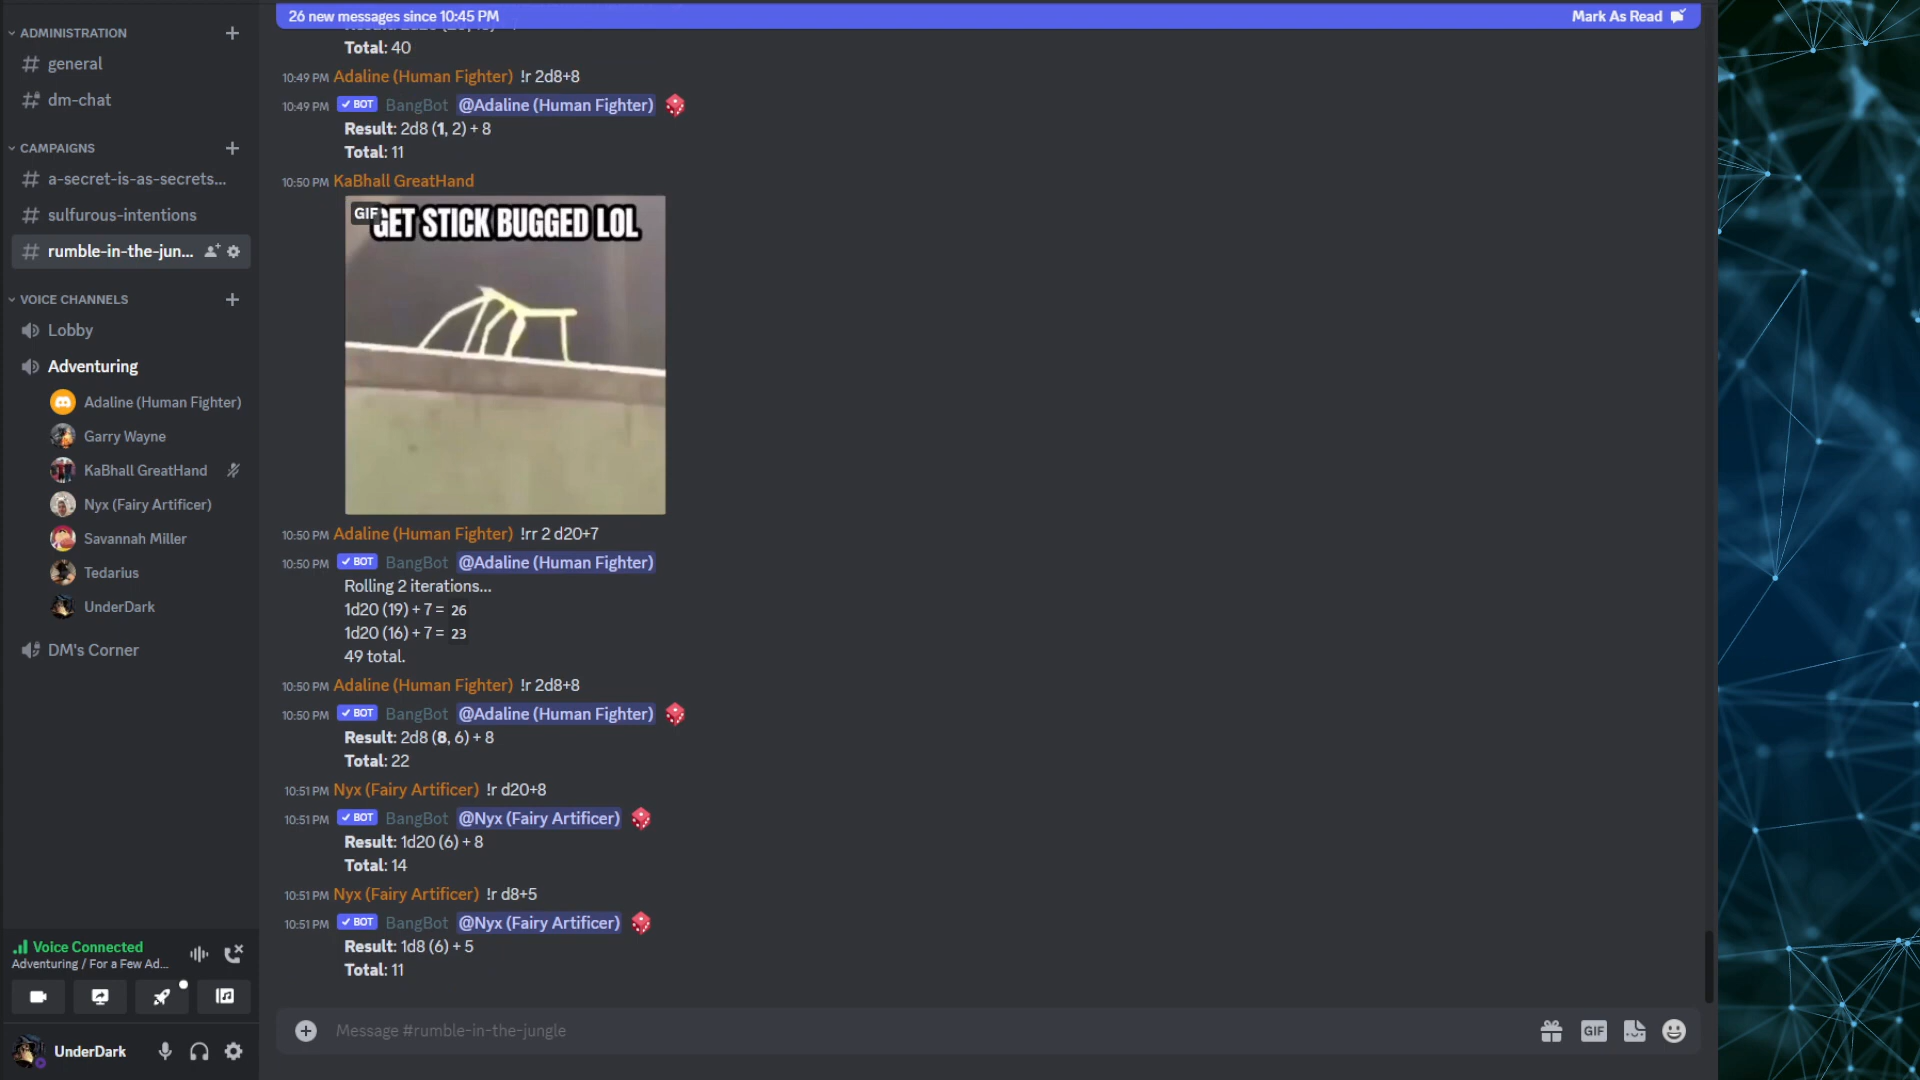 ADMINISTRATION
general
dm-chat
CAMPAIGNS
a-secret-is-as-secrets...
sulfurous-intentions
rumble-in-the-jun...
VOICE CHANNELS
Lobby
Adventuring
Adaline (Human Fighter)
Garry Wayne
KaBhall GreatHand
Nyx (Fairy Artificer)
Savannah Miller
Tedarius
UnderDark
DM's Corner
Voice Connected
Adventuring / For a Few Ad...
UnderDark
26 new messages since 10:45 PM Mark As Read
Total: 40
10:49 PM Adaline (Human Fighter) !r 2d8+8
10:49 PM BOT BangBot @Adaline (Human Fighter)
Result: 2d8 (1, 2) + 8
Total: 11
10:50 PM KaBhall GreatHand
GIF
GET STICK BUGGED LOL
10:50 PM Adaline (Human Fighter) !rr 2 d20+7
10:50 PM BOT BangBot @Adaline (Human Fighter)
Rolling 2 iterations...
1d20 (19) + 7 = 26
1d20 (16) + 7 = 23
49 total.
10:50 PM Adaline (Human Fighter) !r 2d8+8
10:50 PM BOT BangBot @Adaline (Human Fighter)
Result: 2d8 (8, 6) + 8
Total: 22
10:51 PM Nyx (Fairy Artificer) !r d20+8
10:51 PM BOT BangBot @Nyx (Fairy Artificer)
Result: 1d20 (6) + 8
Total: 14
10:51 PM Nyx (Fairy Artificer) !r d8+5
10:51 PM BOT BangBot @Nyx (Fairy Artificer)
Result: 1d8 (6) + 5
Total: 11
Message #rumble-in-the-jungle
GIF